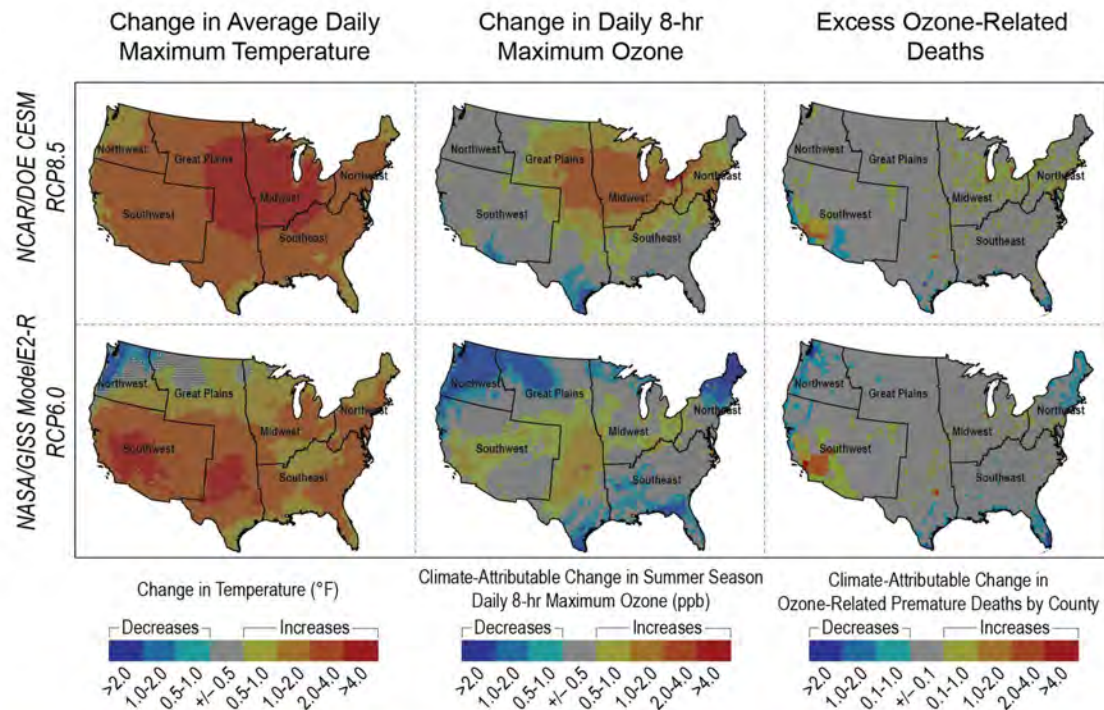 Change in Average Daily
Maximum Temperature
Change in Daily 8-hr
Maximum Ozone
Excess Ozone-Related
Deaths
NCAR/DOE CESM
RCP8.5
Northwest
Great Plains
Midwest
Northeast
Southwest
Southeast
Northwest
Great Plains
Midwest
Northeast
Southwest
Southeast
Northwest
Great Plains
Midwest
Northeast
Southwest
Southeast
NASA/GISS ModelE2-R
RCP6.0
Northwest
Great Plains
Midwest
Northeast
Southwest
Southeast
Northwest
Great Plains
Midwest
Northeast
Southwest
Southeast
Northwest
Great Plains
Midwest
Northeast
Southwest
Southeast
Change in Temperature (°F)
Decreases Increases
>2.0 1.0-2.0 0.5-1.0 +/- 0.5 0.5-1.0 1.0-2.0 2.0-4.0 >4.0
Climate-Attributable Change in Summer Season
Daily 8-hr Maximum Ozone (ppb)
Decreases Increases
>2.0 1.0-2.0 0.5-1.0 +/- 0.5 0.5-1.0 1.0-2.0 2.0-4.0 >4.0
Climate-Attributable Change in
Ozone-Related Premature Deaths by County
Decreases Increases
>2.0 1.0-2.0 0.1-1.0 +/- 0.1 0.1-1.0 1.0-2.0 2.0-4.0 >4.0